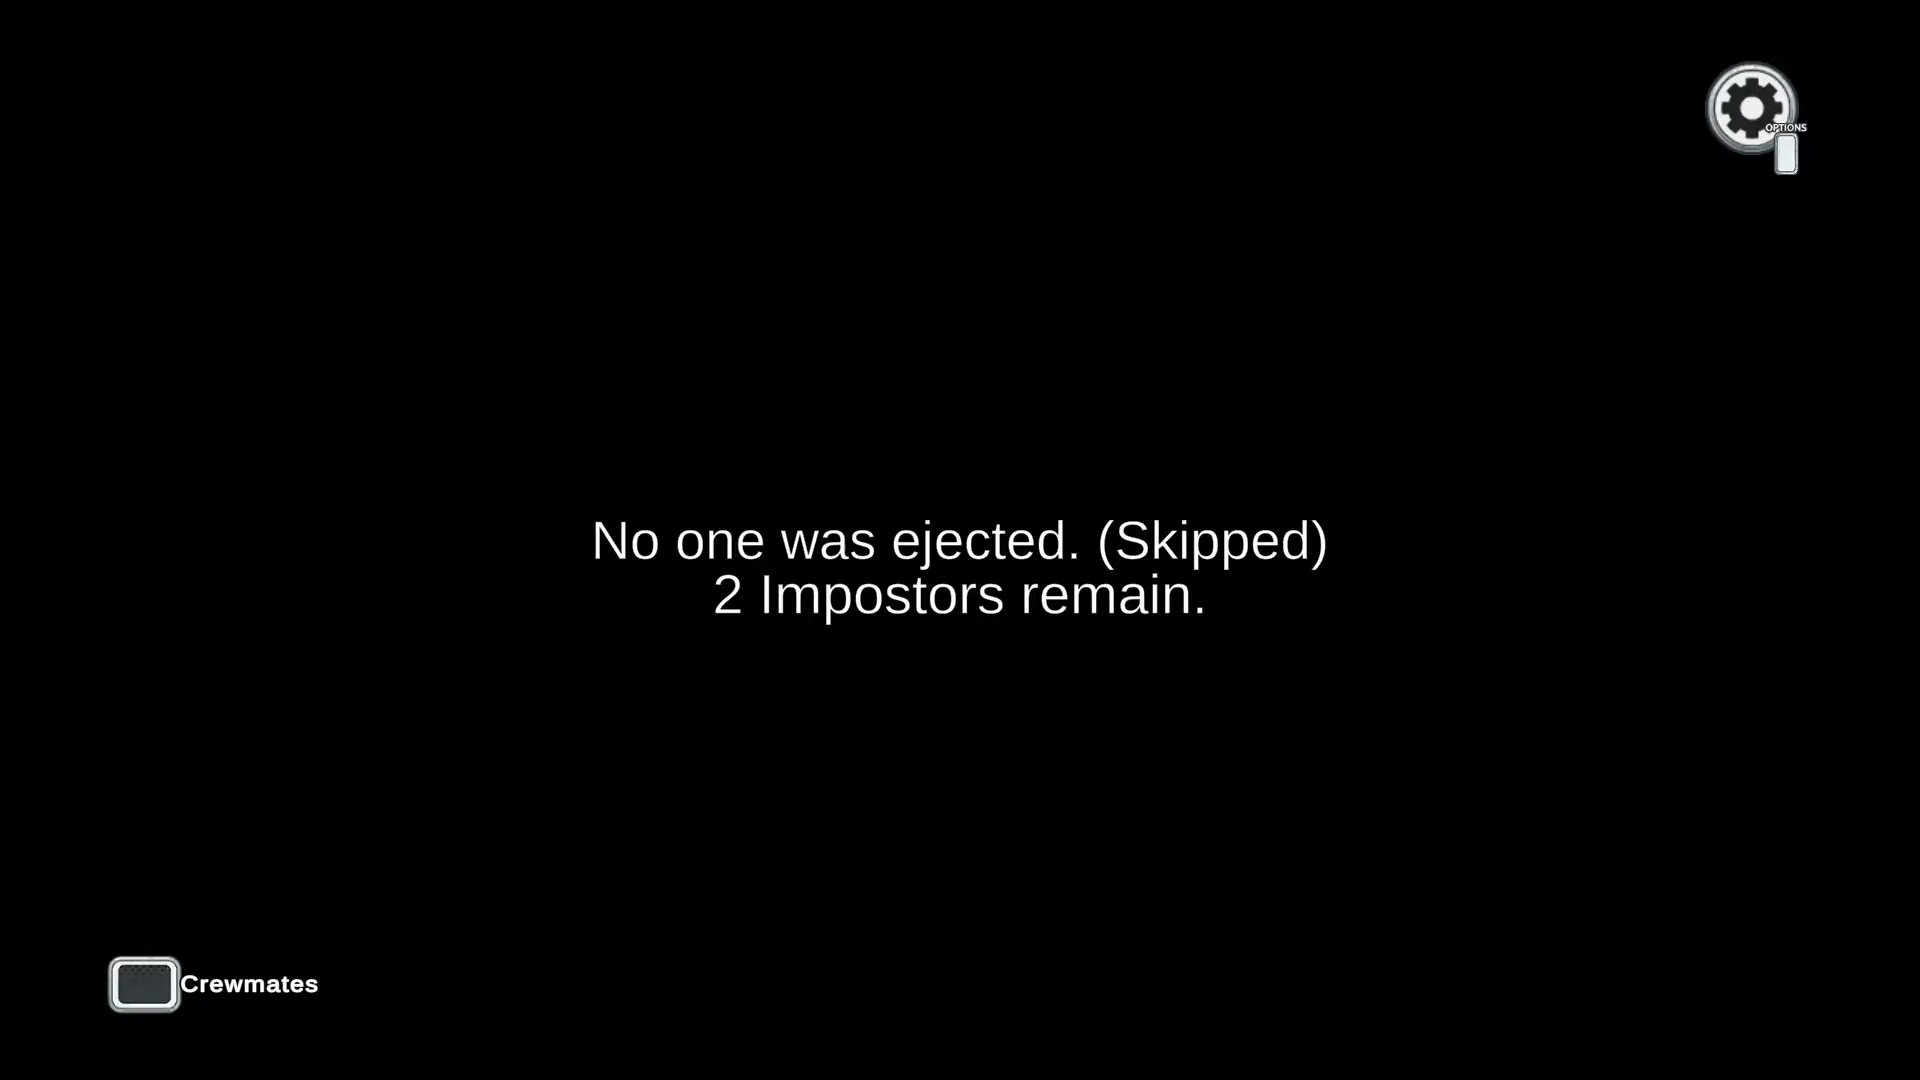 OPTIONS
No one was ejected. (Skipped)
2 Impostors remain.
Crewmates